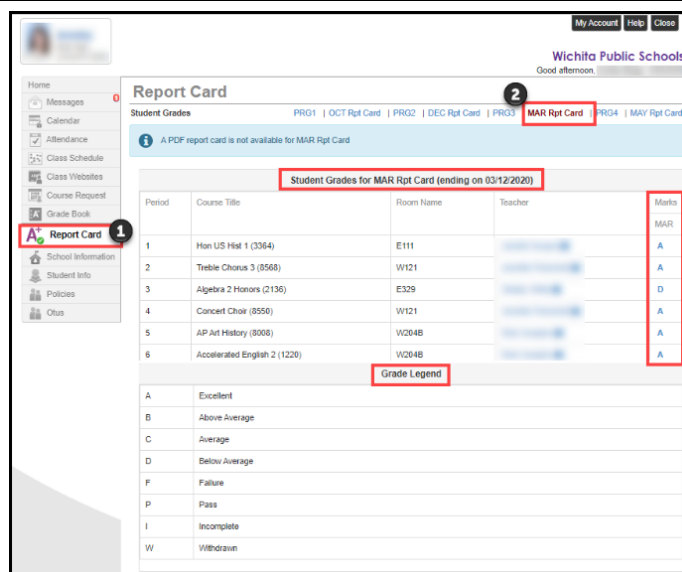 My Account Help Close
Wichita Public Schools
Good afternoon,
Home
Messages 0
Calendar
Attendance
Class Schedule
Class Websites
Course Request
Grade Book
A+ Report Card 1
School Information
Student Info
Policies
Otus
Report Card
2
Student Grades PRG1 | OCT Rpt Card | PRG2 | DEC Rpt Card | PRG3 MAR Rpt Card | PRG4 | MAY Rpt Card
A PDF report card is not available for MAR Rpt Card
Student Grades for MAR Rpt Card (ending on 03/12/2020)
Period Course Title Room Name Teacher Marks
MAR
1 Hon US Hist 1 (3364) E111 A
2 Treble Chorus 3 (8568) W121 A
3 Algebra 2 Honors (2136) E329 D
4 Concert Choir (8550) W121 A
5 AP Art History (8008) W204B A
6 Accelerated English 2 (1220) W204B A
Grade Legend
A Excellent
B Above Average
C Average
D Below Average
F Failure
P Pass
I Incomplete
W Withdrawn